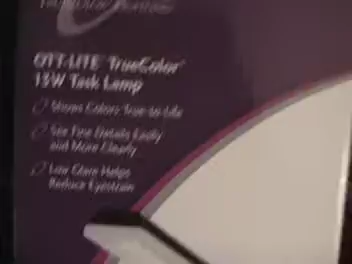 OTT-LITE TrueColor
13W Task Lamp
Shows Colors True-to-Life
See Fine Details Easily
and More Clearly
Low Glare Helps
Reduce Eyestrain